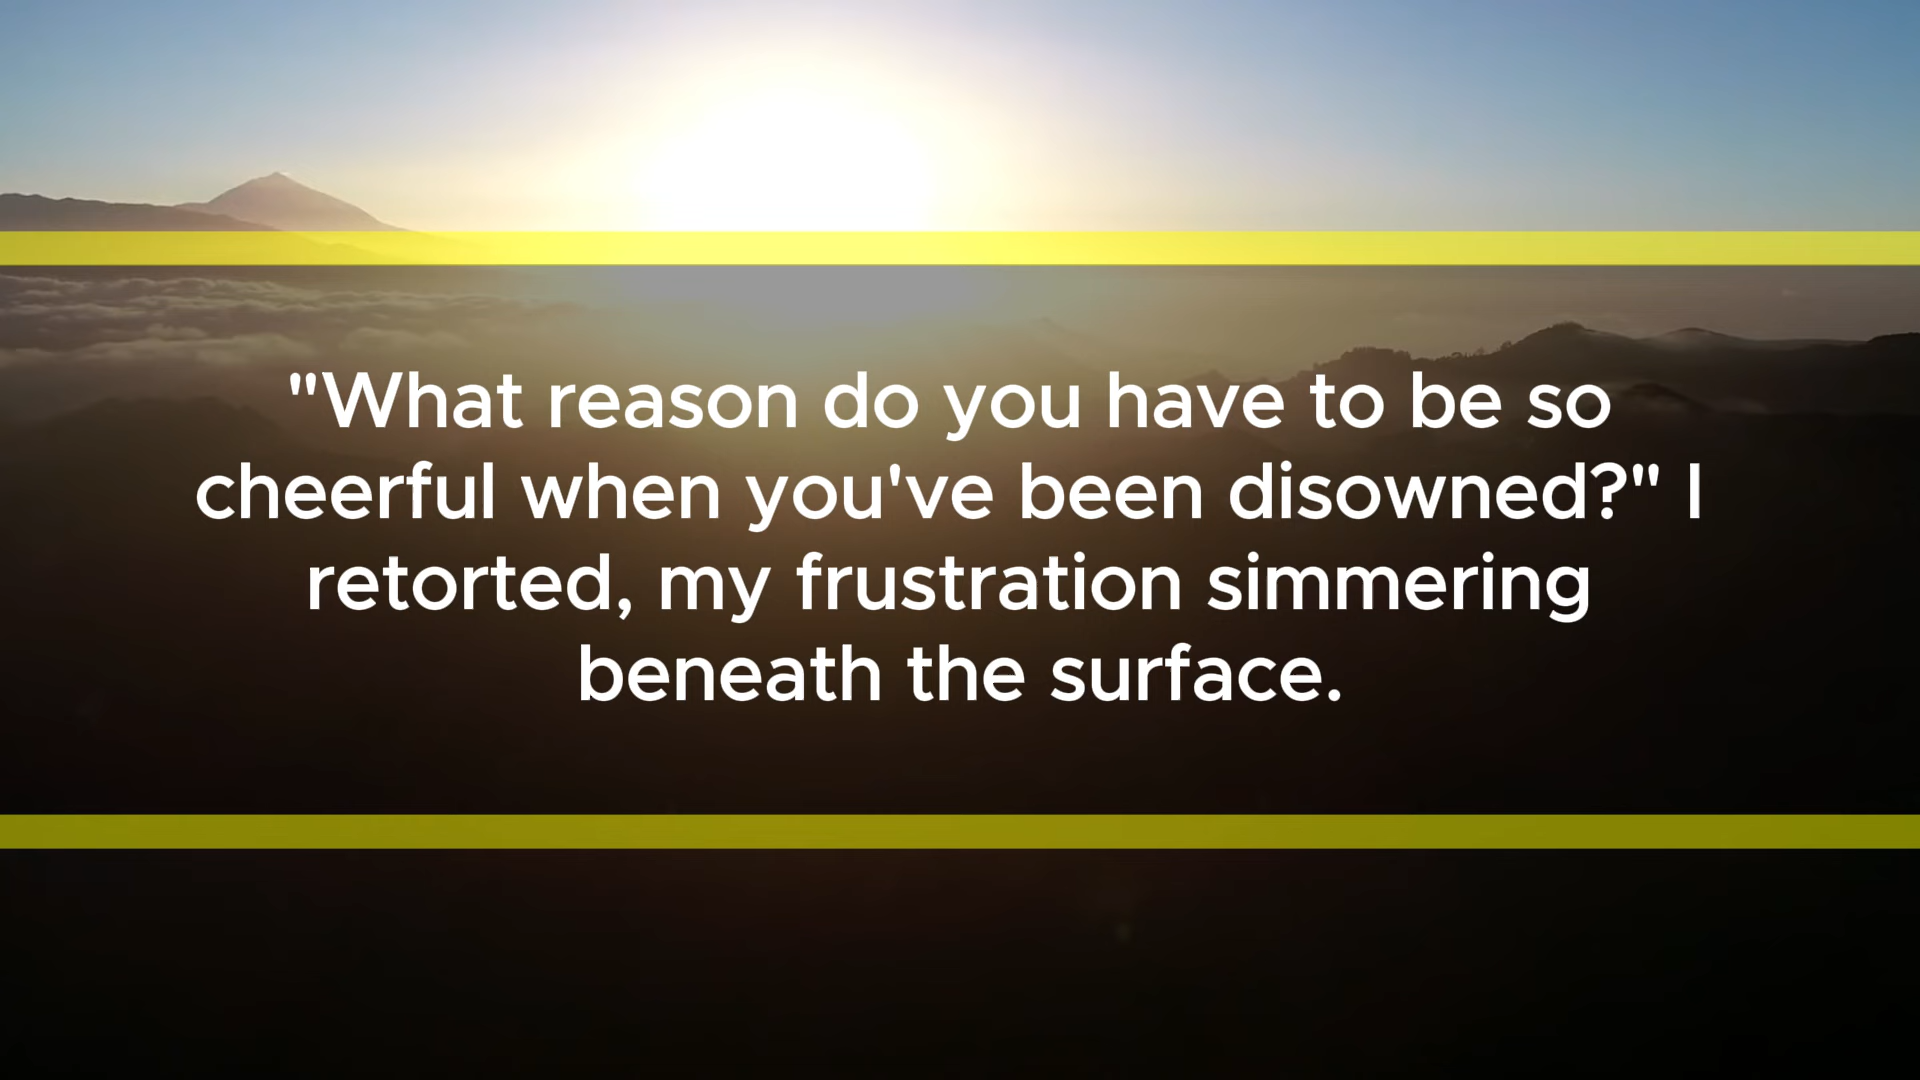 "What reason do you have to be so
cheerful when you've been disowned?" I
retorted, my frustration simmering
beneath the surface.